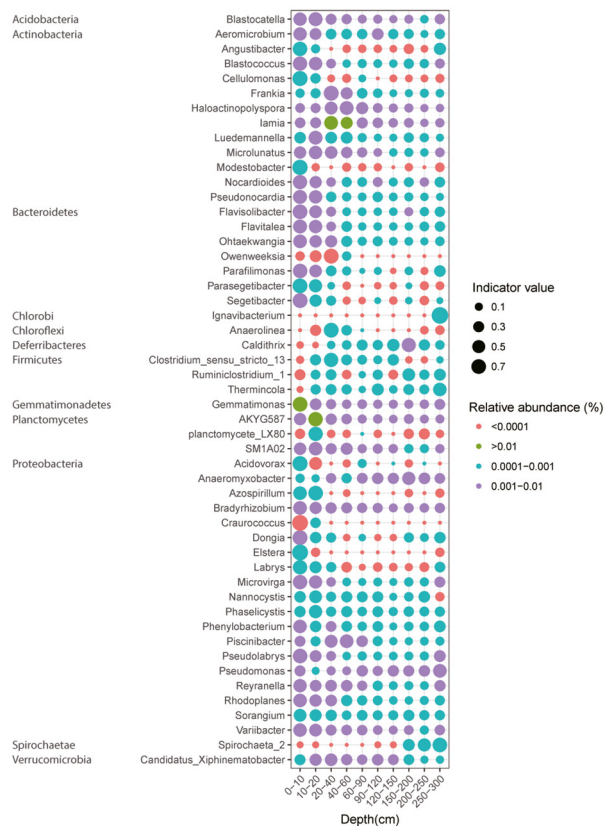 Acidobacteria Blastocatella
Actinobacteria Aeromicrobium
Angustibacter
Blastococcus
Cellulomonas
Frankia
Haloactinopolyspora
Iamia
Luedemannella
Microlunatus
Modestobacter
Nocardioides
Pseudonocardia
Bacteroidetes Flavisolibacter
Flavitalea
Ohtaekwangia
Owenweeksia
Parafilimonas
Parasegetibacter
Segetibacter
Chlorobi Ignavibacterium
Chloroflexi Anaerolinea
Deferribacteres Caldithrix
Firmicutes Clostridium_sensu_stricto_13
Ruminiclostridium_1
Thermincola
Gemmatimonadetes Gemmatimonas
Planctomycetes AKYG587
planctomycete_LX80
SM1A02
Proteobacteria Acidovorax
Anaeromyxobacter
Azospirillum
Bradyrhizobium
Craurococcus
Dongia
Elstera
Labrys
Microvirga
Nannocystis
Phaselicystis
Phenylobacterium
Piscinibacter
Pseudolabrys
Pseudomonas
Reyranella
Rhodoplanes
Sorangium
Variibacter
Spirochaetae Spirochaeta_2
Verrucomicrobia Candidatus_Xiphinematobacter
0−10 10−20 20−40 40−60 60−90 90−120 120−150 150−200 200−250 250−300
Depth(cm)
Indicator value
0.1
0.3
0.5
0.7
Relative abundance (%)
<0.0001
>0.01
0.0001−0.001
0.001−0.01